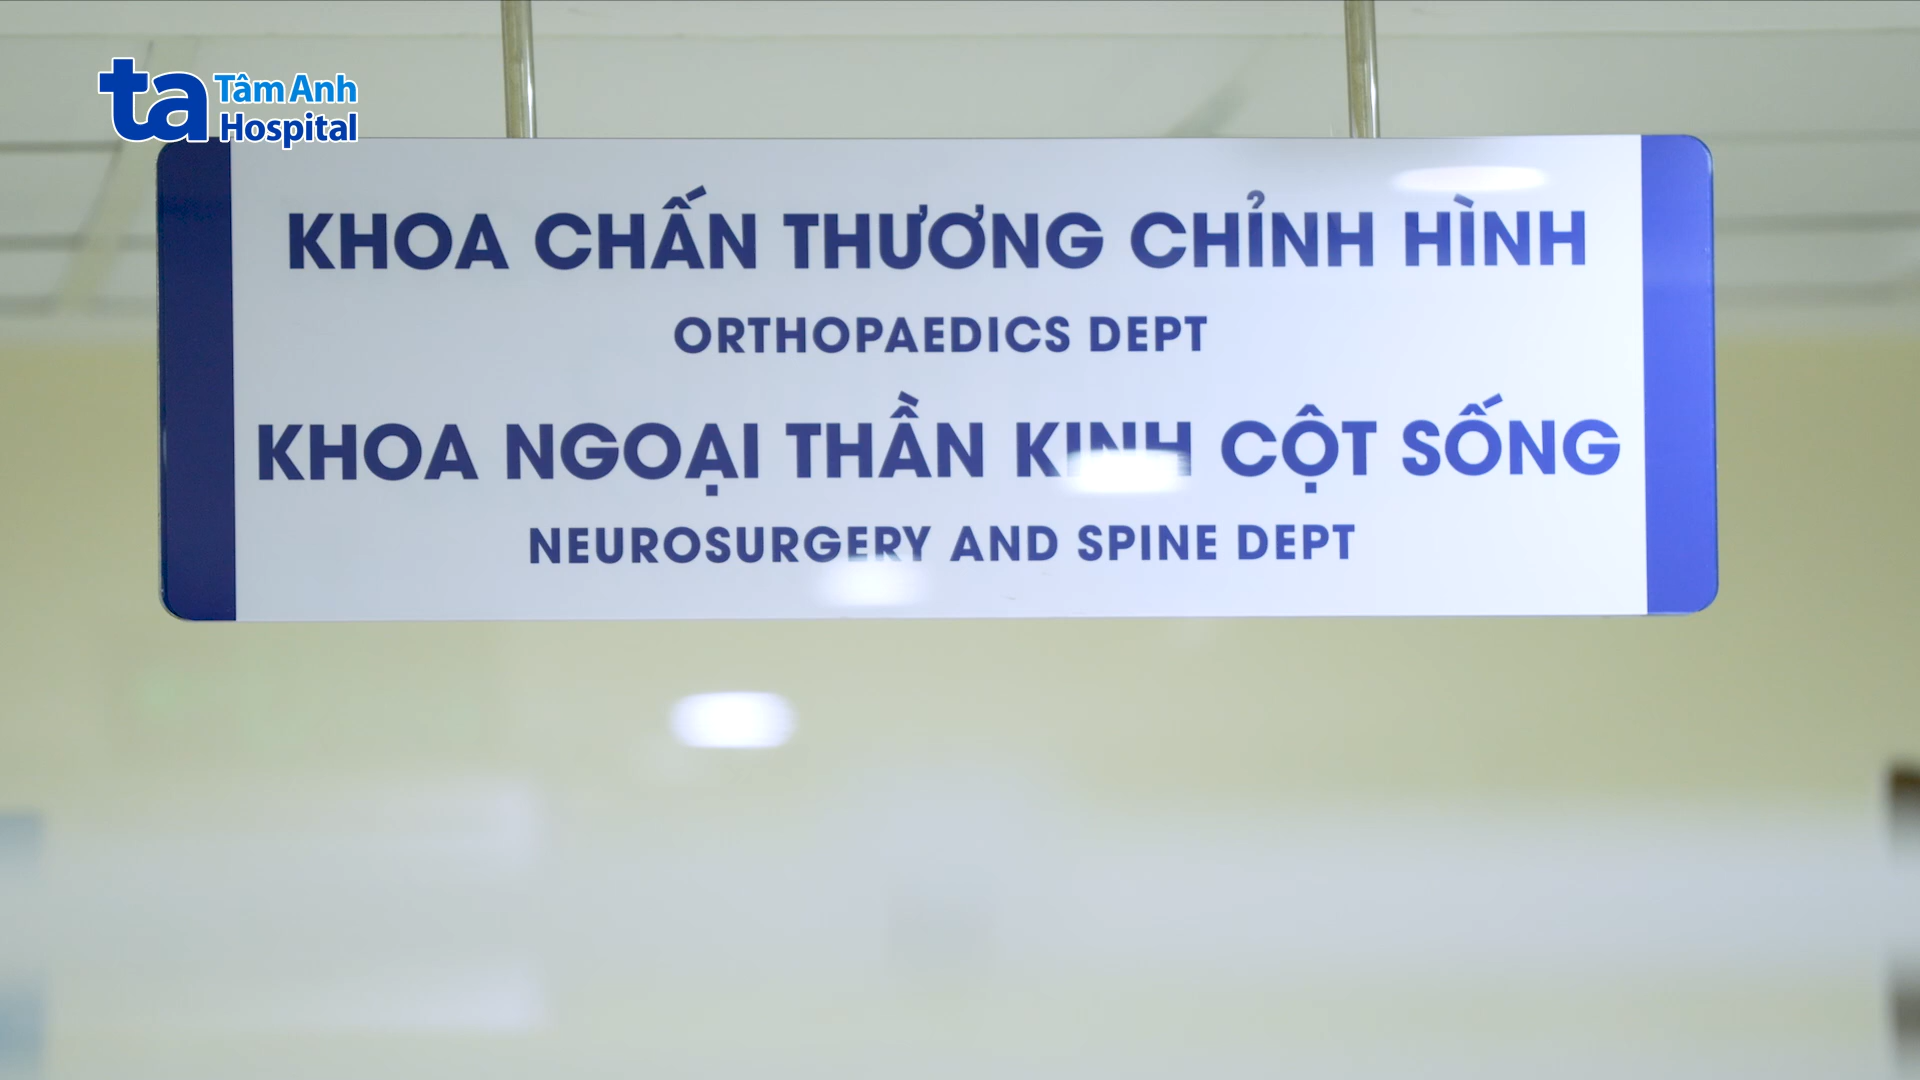 ta Tâm Anh
Hospital
KHOA CHẤN THƯƠNG CHỈNH HÌNH
ORTHOPAEDICS DEPT
KHOA NGOẠI THẦN KINH CỘT SỐNG
NEUROSURGERY AND SPINE DEPT